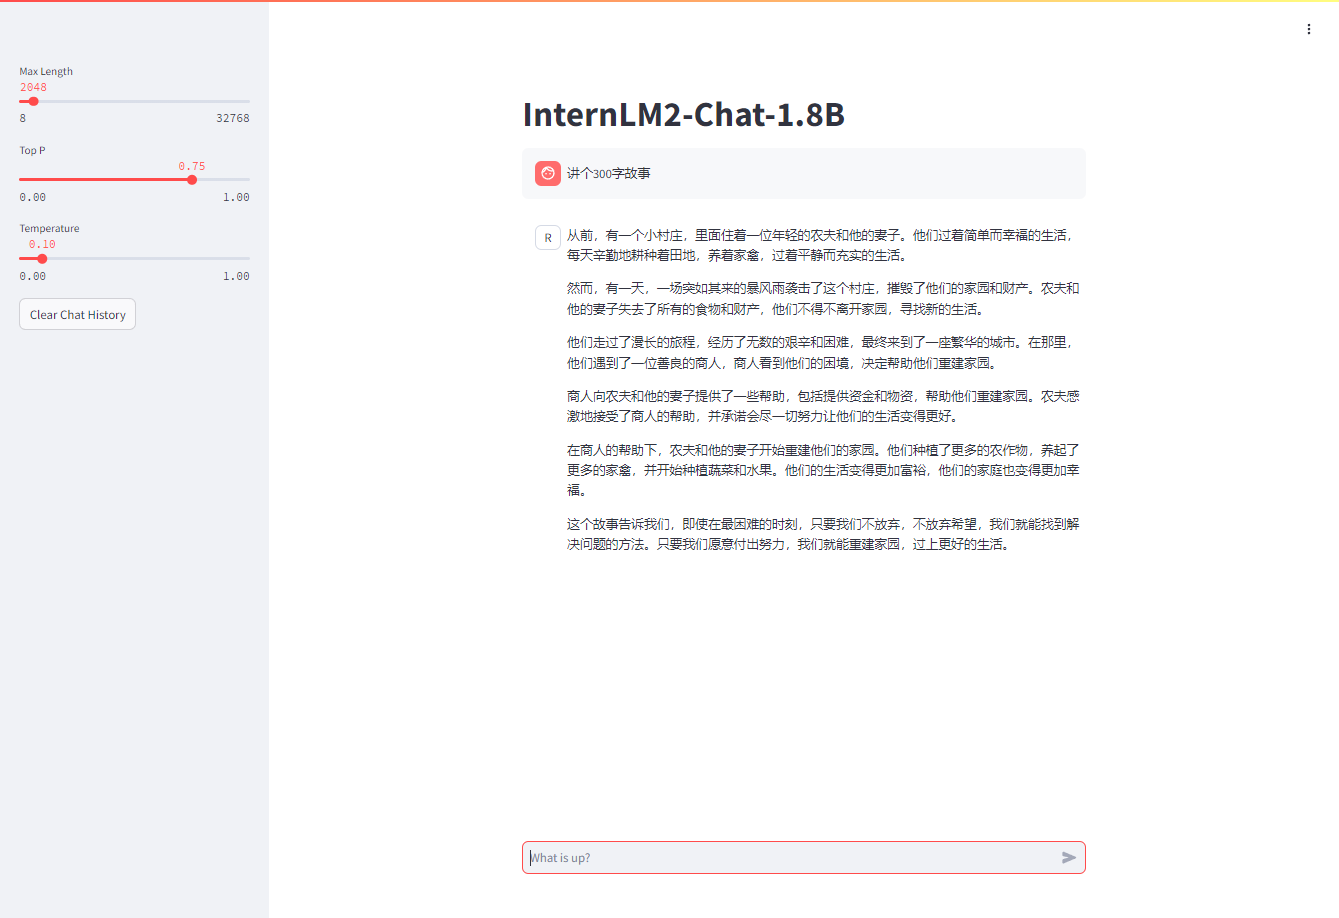 Max Length
2048
8 32768
Top P
0.75
0.00 1.00
Temperature
0.10
0.00 1.00
Clear Chat History
InternLM2-Chat-1.8B
讲个300字故事
R
从前，有一个小村庄，里面住着一位年轻的农夫和他的妻子。他们过着简单而幸福的生活，
每天辛勤地耕种着田地，养着家禽，过着平静而充实的生活。
然而，有一天，一场突如其来的暴风雨袭击了这个村庄，摧毁了他们的家园和财产。农夫和
他的妻子失去了所有的食物和财产，他们不得不离开家园，寻找新的生活。
他们走过了漫长的旅程，经历了无数的艰辛和困难，最终来到了一座繁华的城市。在那里，
他们遇到了一位善良的商人，商人看到他们的困境，决定帮助他们重建家园。
商人向农夫和他的妻子提供了一些帮助，包括提供资金和物资，帮助他们重建家园。农夫感
激地接受了商人的帮助，并承诺会尽一切努力让他们的生活变得更好。
在商人的帮助下，农夫和他的妻子开始重建他们的家园。他们种植了更多的农作物，养起了
更多的家禽，并开始种植蔬菜和水果。他们的生活变得更加富裕，他们的家庭也变得更加幸
福。
这个故事告诉我们，即使在最困难的时刻，只要我们不放弃，不放弃希望，我们就能找到解
决问题的方法。只要我们愿意付出努力，我们就能重建家园，过上更好的生活。
What is up?